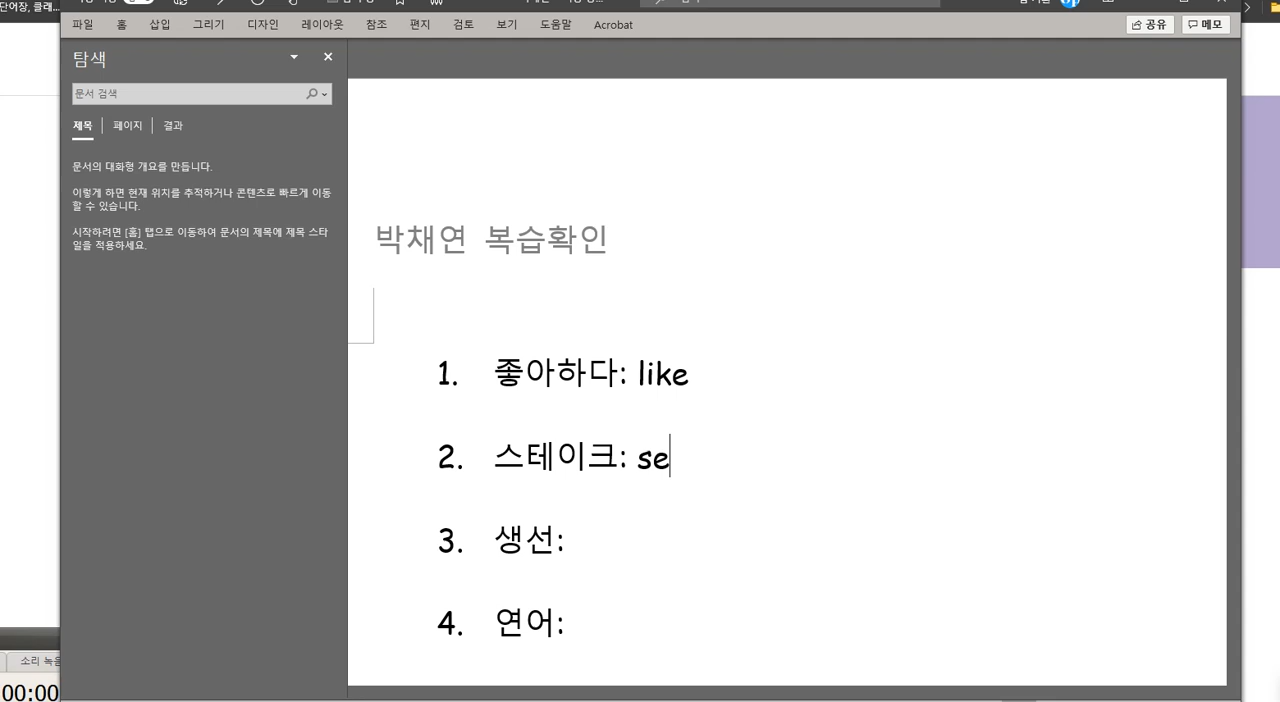 단어장, 클래...
파일 홈 삽입 그리기 디자인 레이아웃 참조 편지 검토 보기 도움말 Acrobat 공유 메모
탐색
문서 검색
제목 페이지 결과
문서의 대화형 개요를 만듭니다.
이렇게 하면 현재 위치를 추적하거나 콘텐츠로 빠르게 이동
할 수 있습니다.
시작하려면 [홈] 탭으로 이동하여 문서의 제목에 제목 스타
일을 적용하세요.
박채연 복습확인
1. 좋아하다: like
2. 스테이크: se
3. 생선:
4. 연어:
소리 녹음
00:00